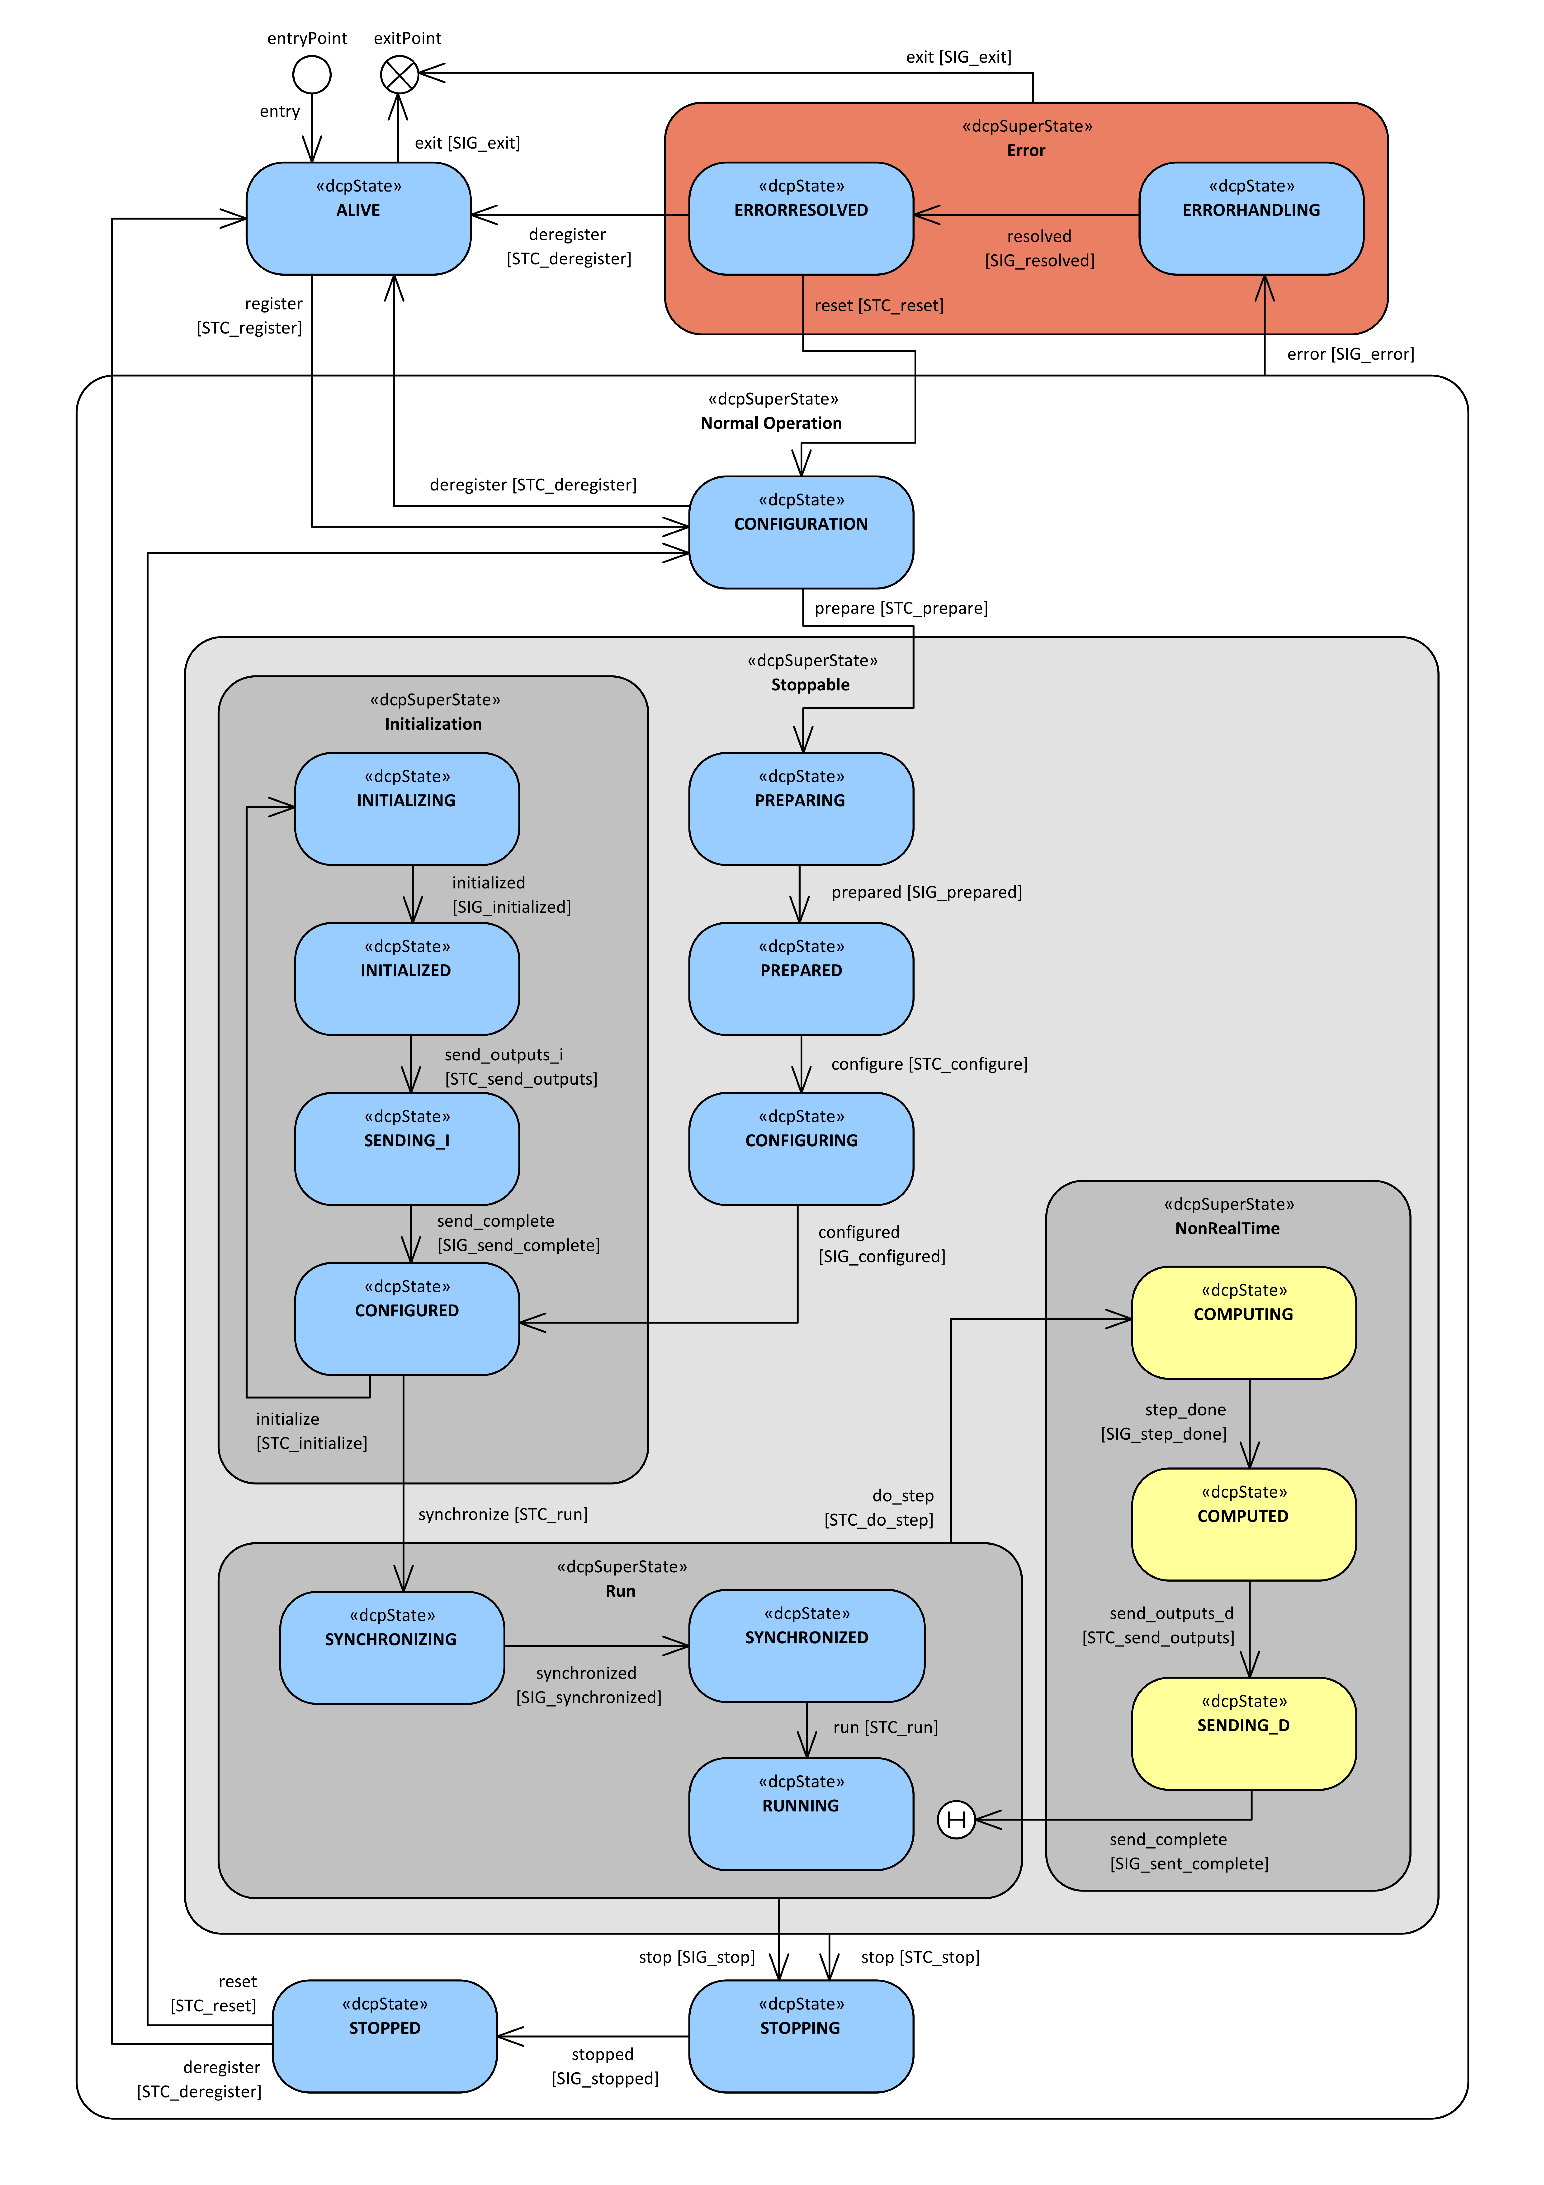 entryPoint
exitPoint
exit [SIG_exit]
entry
exit [SIG_exit]
«dcpSuperState»
Error
«dcpState»
ALIVE
«dcpState»
ERRORRESOLVED
«dcpState»
ERRORHANDLING
deregister
[STC_deregister]
resolved
[SIG_resolved]
register
[STC_register]
reset [STC_reset]
error [SIG_error]
«dcpSuperState»
Normal Operation
deregister [STC_deregister]
«dcpState»
CONFIGURATION
prepare [STC_prepare]
«dcpSuperState»
Stoppable
«dcpSuperState»
Initialization
«dcpState»
INITIALIZING
«dcpState»
PREPARING
initialized
[SIG_initialized]
prepared [SIG_prepared]
«dcpState»
INITIALIZED
«dcpState»
PREPARED
send_outputs_i
[STC_send_outputs]
configure [STC_configure]
«dcpState»
SENDING_I
«dcpState»
CONFIGURING
send_complete
[SIG_send_complete]
configured
[SIG_configured]
«dcpSuperState»
NonRealTime
«dcpState»
CONFIGURED
«dcpState»
COMPUTING
initialize
[STC_initialize]
step_done
[SIG_step_done]
synchronize [STC_run]
do_step
[STC_do_step]
«dcpState»
COMPUTED
«dcpSuperState»
Run
«dcpState»
SYNCHRONIZING
«dcpState»
SYNCHRONIZED
send_outputs_d
[STC_send_outputs]
synchronized
[SIG_synchronized]
run [STC_run]
«dcpState»
SENDING_D
«dcpState»
RUNNING
H
send_complete
[SIG_sent_complete]
stop [SIG_stop]
stop [STC_stop]
reset
[STC_reset]
«dcpState»
STOPPED
«dcpState»
STOPPING
deregister
[STC_deregister]
stopped
[SIG_stopped]